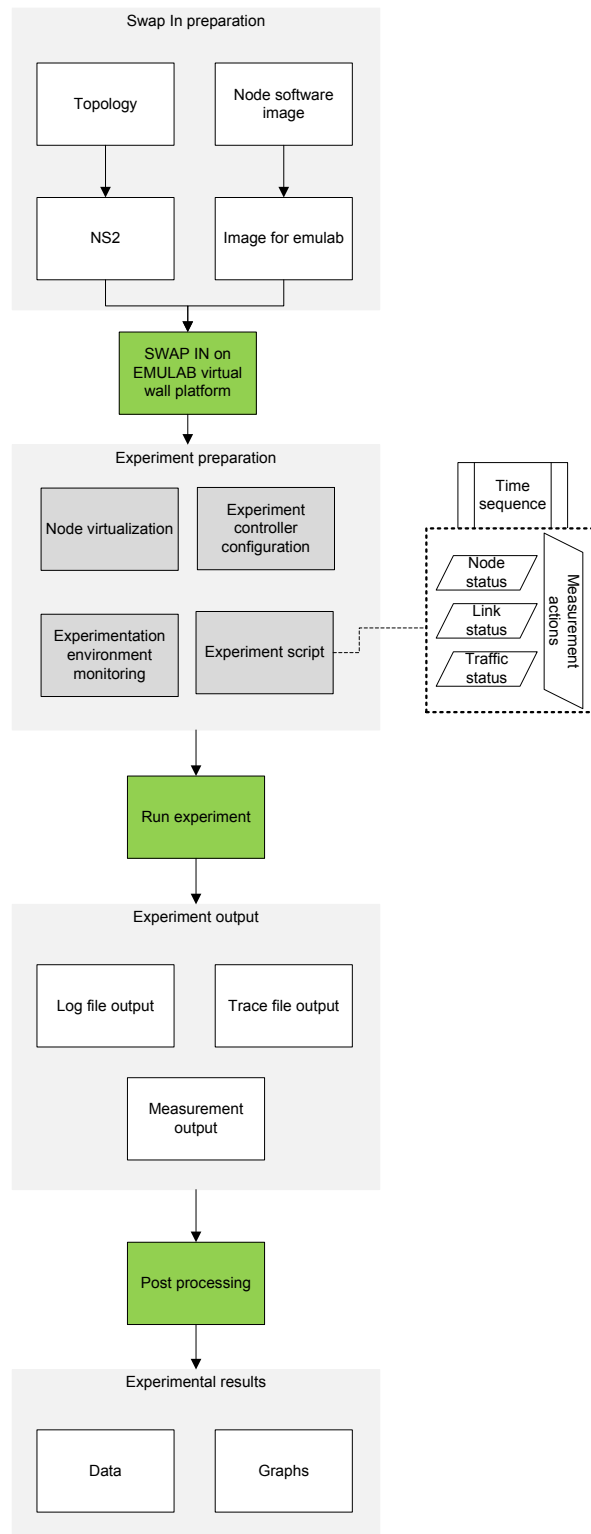 Swap In preparation
Topology
Node software
image
NS2
Image for emulab
SWAP IN on
EMULAB virtual
wall platform
Experiment preparation
Node virtualization
Experiment
controller
configuration
Experimentation
environment
monitoring
Experiment script
Time
sequence
Node
status
Link
status
Traffic
status
Measurement
actions
Run experiment
Experiment output
Log file output
Trace file output
Measurement
output
Post processing
Experimental results
Data
Graphs